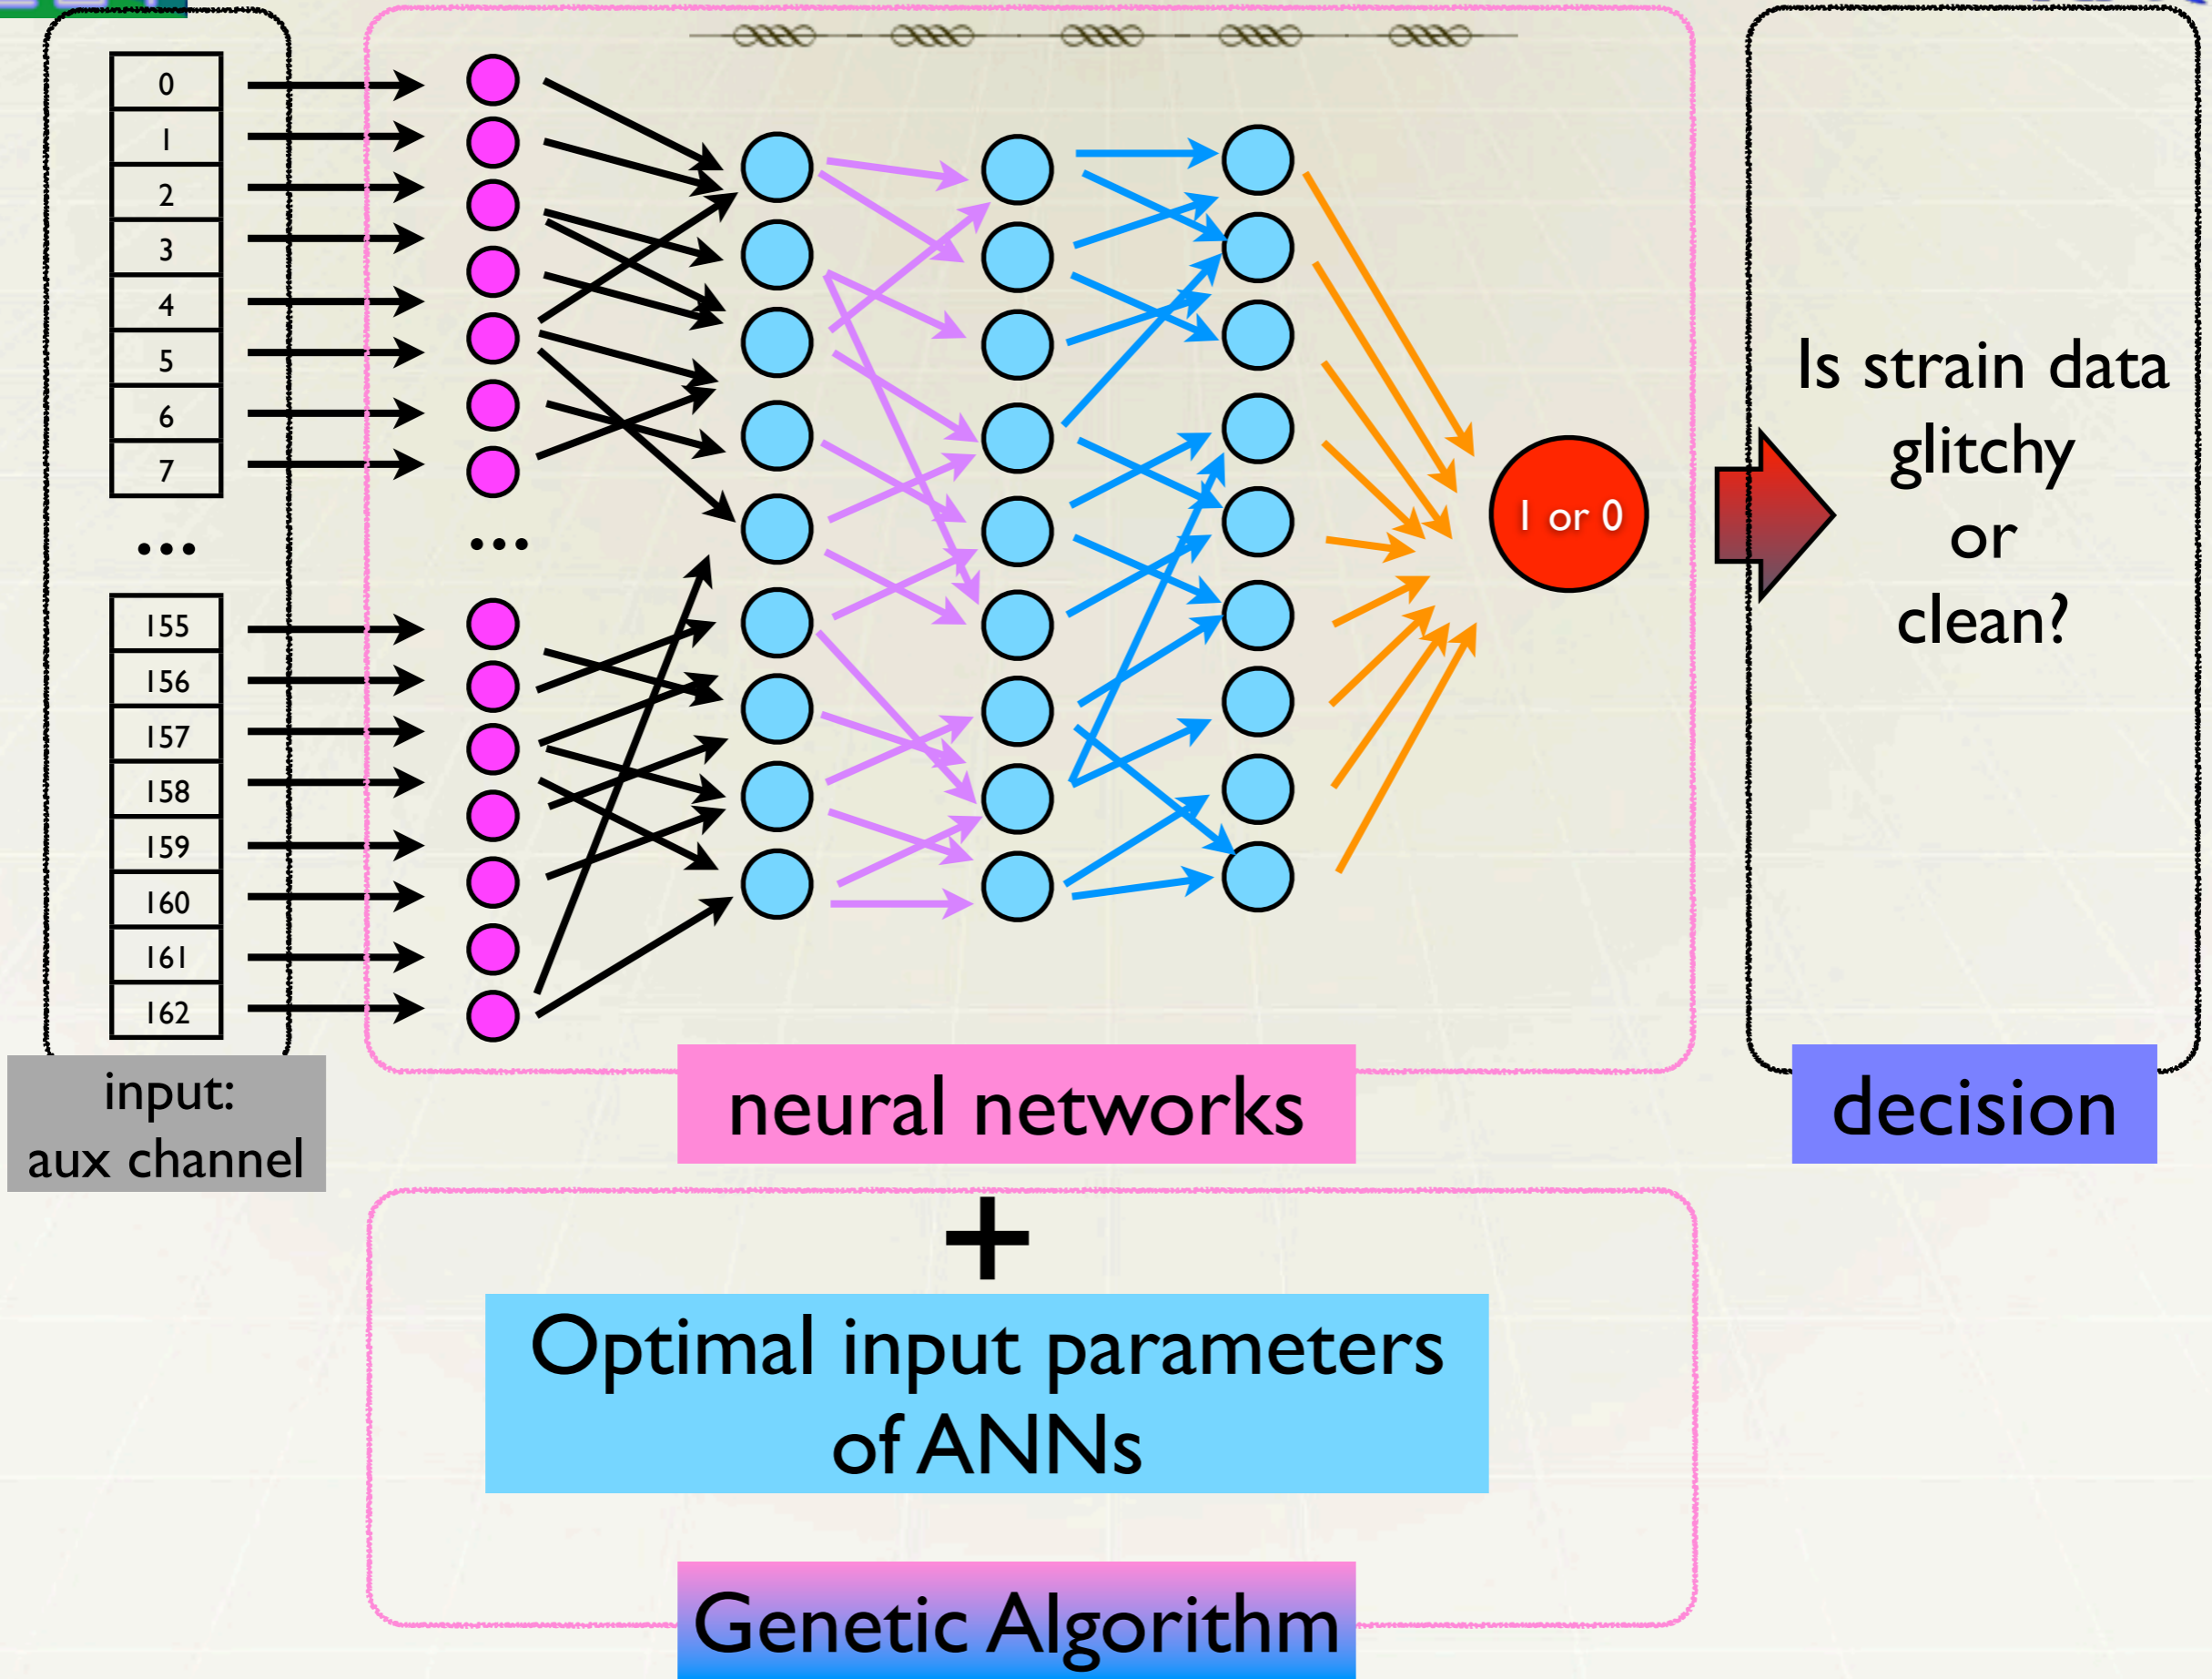 0
1
2
3
4
5
6
7
...
155
156
157
158
159
160
161
162
input:
aux channel
...
1 or 0
neural networks
Is strain data
glitchy
or
clean?
decision
+
Optimal input parameters
of ANNs
Genetic Algorithm